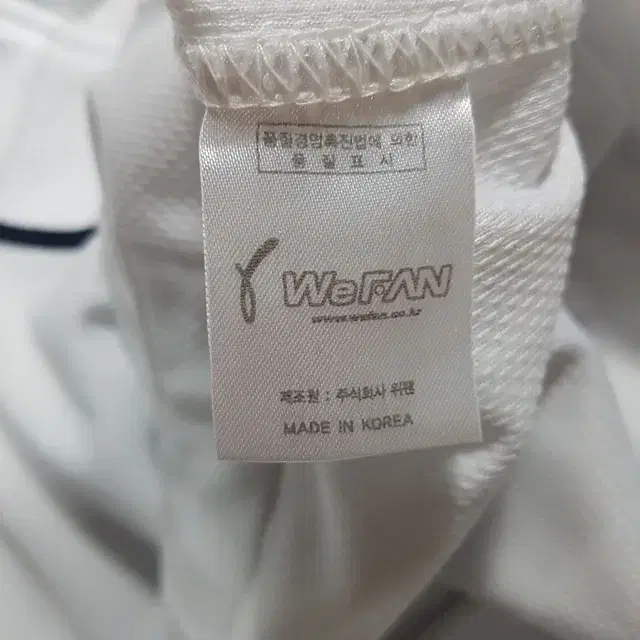 품질경영촉진법에 의한
품 질 표 시
WeFAN
www.wefan.co.kr
제조원 : 주식회사 위팬
MADE IN KOREA